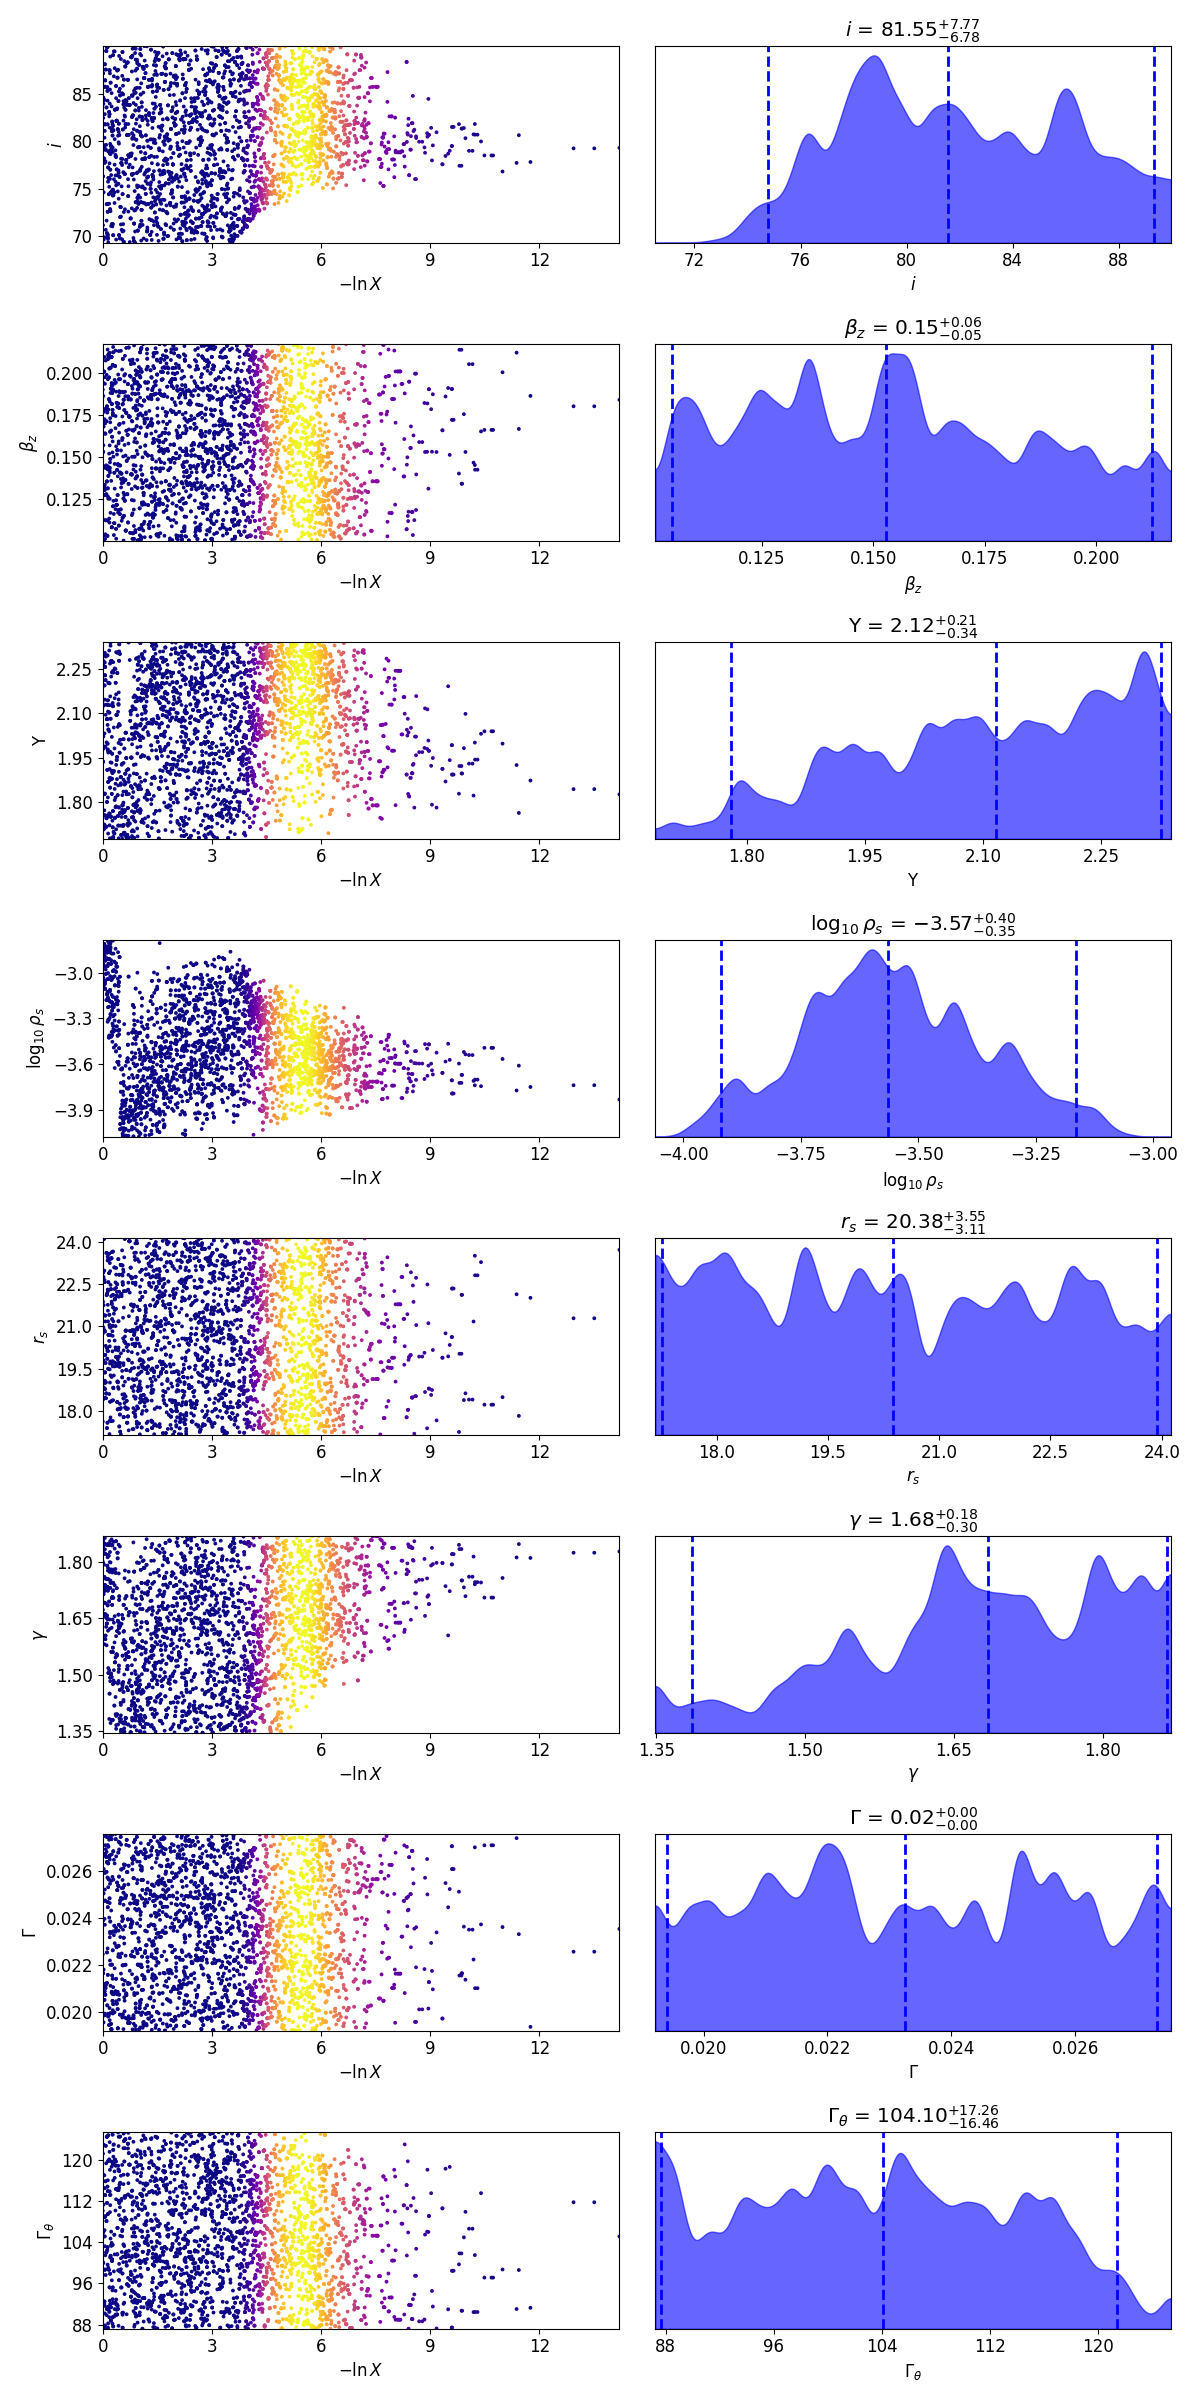 i = 81.55 +7.77 −6.78
85
80
75
70
i
0 3 6 9 12
−ln X
72 76 80 84 88
i
β_z = 0.15 +0.06 −0.05
0.200
0.175
0.150
0.125
β_z
0 3 6 9 12
−ln X
0.125 0.150 0.175 0.200
β_z
Υ = 2.12 +0.21 −0.34
2.25
2.10
1.95
1.80
Υ
0 3 6 9 12
−ln X
1.80 1.95 2.10 2.25
Υ
log₁₀ ρ_s = −3.57 +0.40 −0.35
−3.0
−3.3
−3.6
−3.9
log₁₀ ρ_s
0 3 6 9 12
−ln X
−4.00 −3.75 −3.50 −3.25 −3.00
log₁₀ ρ_s
r_s = 20.38 +3.55 −3.11
24.0
22.5
21.0
19.5
18.0
r_s
0 3 6 9 12
−ln X
18.0 19.5 21.0 22.5 24.0
r_s
γ = 1.68 +0.18 −0.30
1.80
1.65
1.50
1.35
γ
0 3 6 9 12
−ln X
1.35 1.50 1.65 1.80
γ
Γ = 0.02 +0.00 −0.00
0.026
0.024
0.022
0.020
Γ
0 3 6 9 12
−ln X
0.020 0.022 0.024 0.026
Γ
Γ_θ = 104.10 +17.26 −16.46
120
112
104
96
88
Γ_θ
0 3 6 9 12
−ln X
88 96 104 112 120
Γ_θ